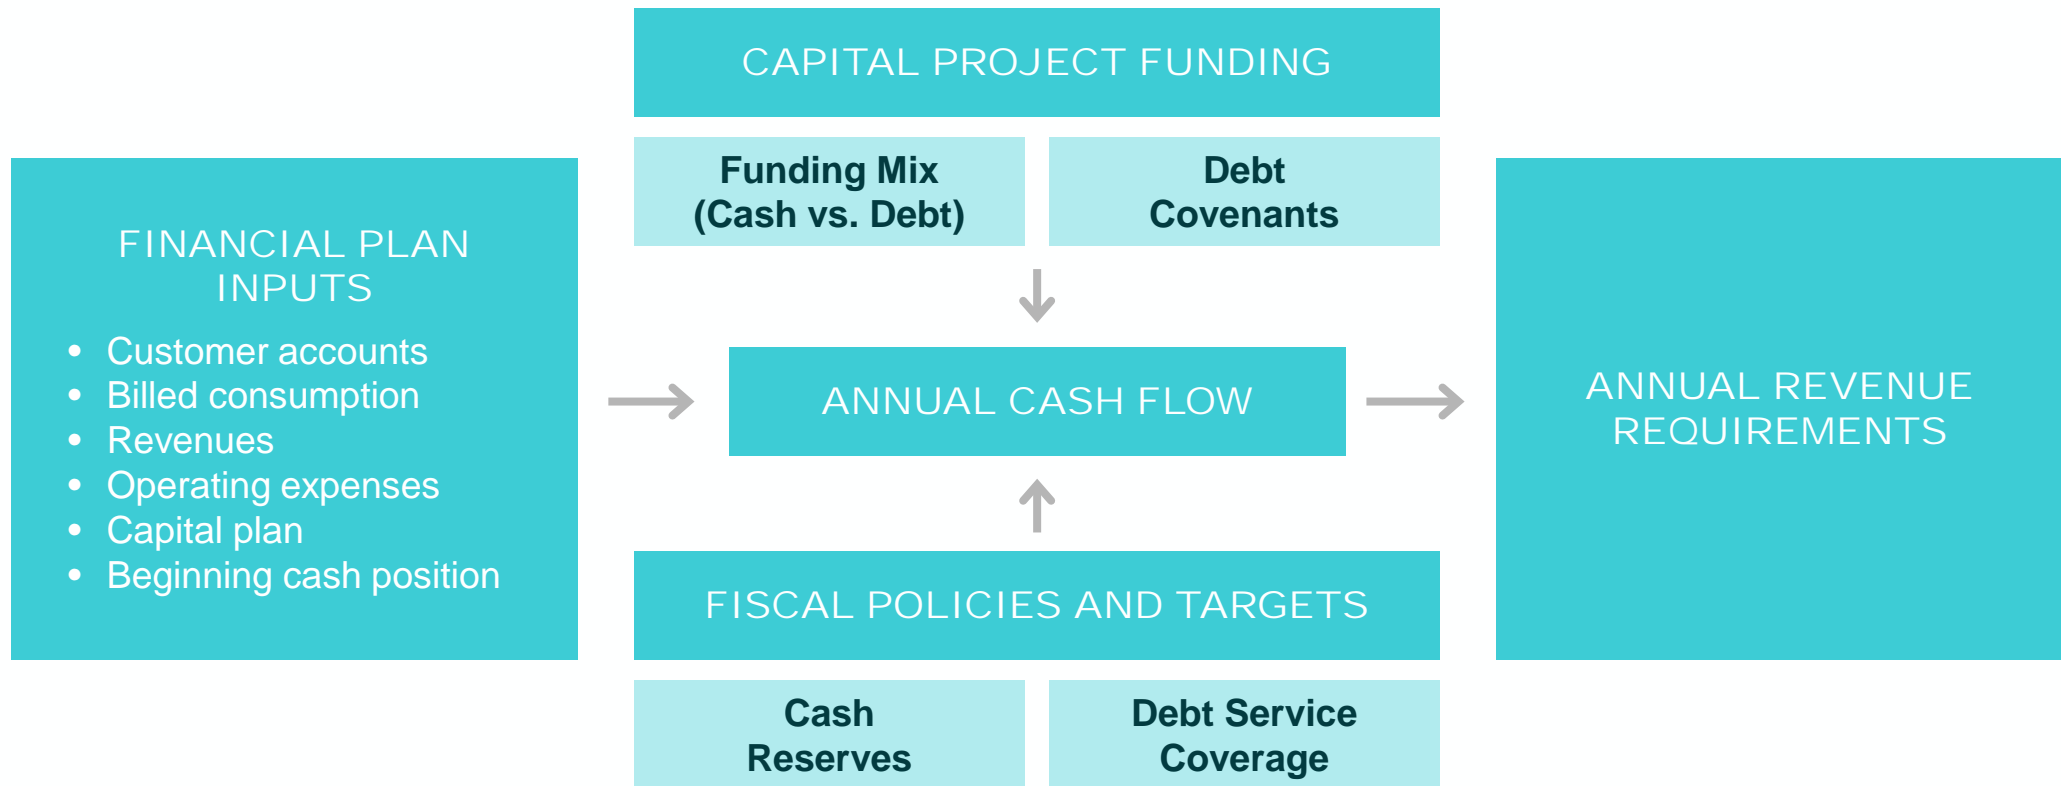 CAPITAL PROJECT FUNDING
Funding Mix
(Cash vs. Debt)
Debt
Covenants
FINANCIAL PLAN
INPUTS
• Customer accounts
• Billed consumption
• Revenues
• Operating expenses
• Capital plan
• Beginning cash position
ANNUAL CASH FLOW
ANNUAL REVENUE
REQUIREMENTS
FISCAL POLICIES AND TARGETS
Cash
Reserves
Debt Service
Coverage